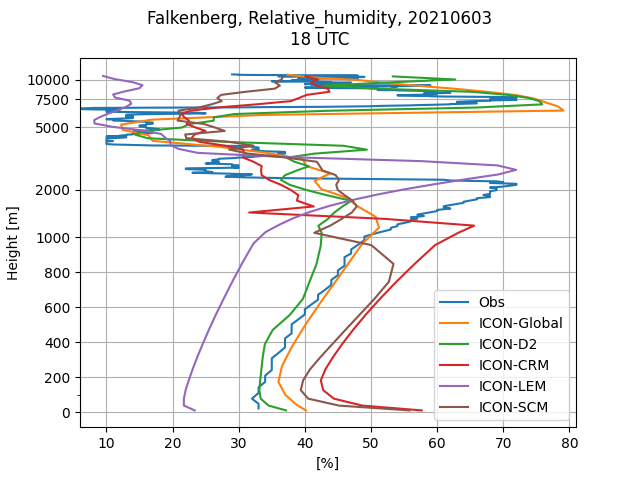 Falkenberg, Relative_humidity, 20210603
18 UTC
10000
7500
5000
2000
1000
800
600
400
200
0
Height [m]
10 20 30 40 50 60 70 80
[%]
Obs
ICON-Global
ICON-D2
ICON-CRM
ICON-LEM
ICON-SCM